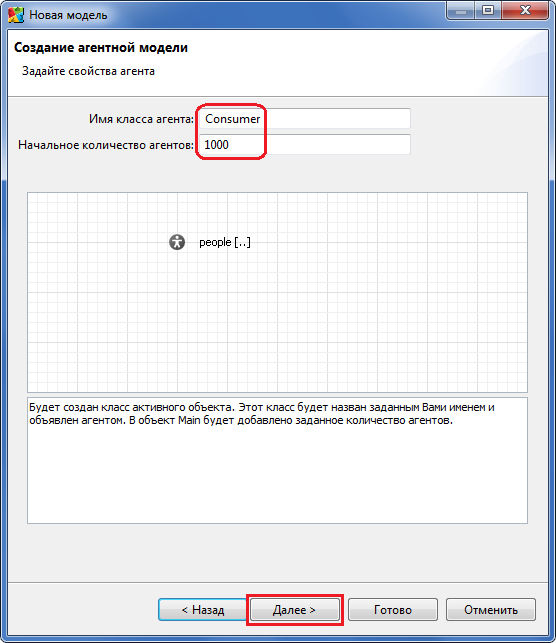 Новая модель
Создание агентной модели
Задайте свойства агента
Имя класса агента: Consumer
Начальное количество агентов: 1000
people [..]
Будет создан класс активного объекта. Этот класс будет назван заданным Вами именем и
объявлен агентом. В объект Main будет добавлено заданное количество агентов.
< Назад Далее > Готово Отменить